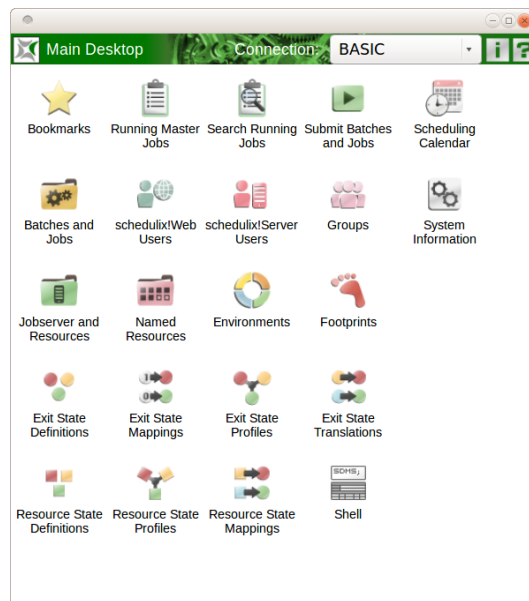 Main Desktop
Connection:
BASIC
i
?
Bookmarks
Running Master
Jobs
Search Running
Jobs
Submit Batches
and Jobs
Scheduling
Calendar
Batches and
Jobs
schedulix!Web
Users
schedulix!Server
Users
Groups
System
Information
Jobserver and
Resources
Named
Resources
Environments
Footprints
1
0
Exit State
Definitions
Exit State
Mappings
Exit State
Profiles
Exit State
Translations
SDMS;
Resource State
Definitions
Resource State
Profiles
Resource State
Mappings
Shell